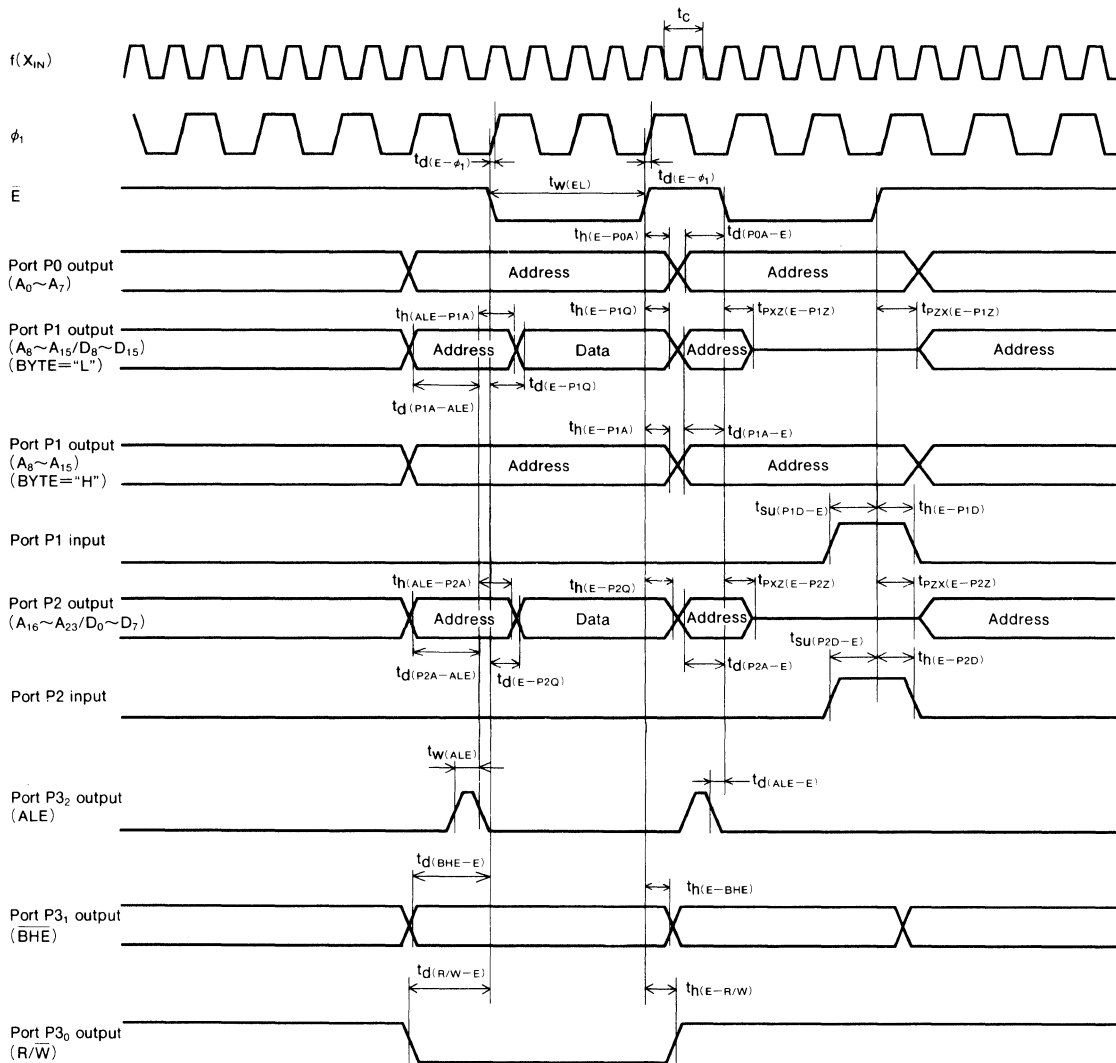 tC
f(XIN)
φ1
td(E−φ1)
tw(EL)
td(E−φ1)
E̅
th(E−P0A)
td(P0A−E)
Port P0 output
(A0∼A7)
Address
Address
th(ALE−P1A)
th(E−P1Q)
tPXZ(E−P1Z)
tPZX(E−P1Z)
Port P1 output
(A8∼A15/D8∼D15)
(BYTE=“L”)
Address
Data
Address
Address
td(P1A−ALE)
td(E−P1Q)
th(E−P1A)
td(P1A−E)
Port P1 output
(A8∼A15)
(BYTE=“H”)
Address
Address
tsu(P1D−E)
th(E−P1D)
Port P1 input
th(ALE−P2A)
th(E−P2Q)
tPXZ(E−P2Z)
tPZX(E−P2Z)
Port P2 output
(A16∼A23/D0∼D7)
Address
Data
Address
Address
tsu(P2D−E)
td(P2A−ALE)
td(E−P2Q)
td(P2A−E)
th(E−P2D)
Port P2 input
tw(ALE)
td(ALE−E)
Port P32 output
(ALE)
td(BHE−E)
th(E−BHE)
Port P31 output
(B̅H̅E̅)
td(R/W−E)
th(E−R/W)
Port P30 output
(R/W̅)